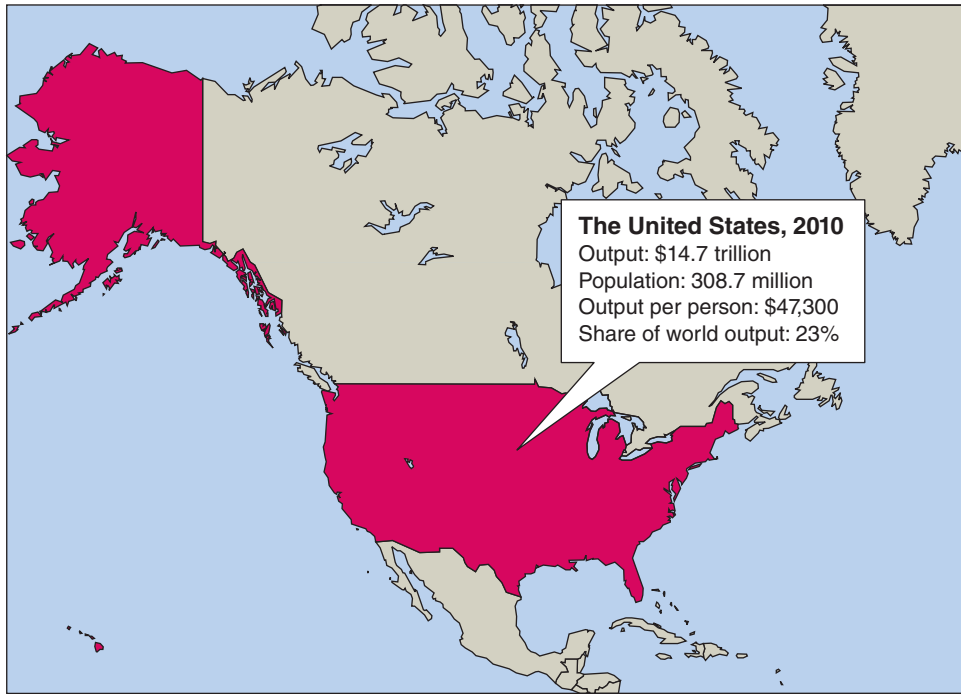 The United States, 2010
Output: $14.7 trillion
Population: 308.7 million
Output per person: $47,300
Share of world output: 23%